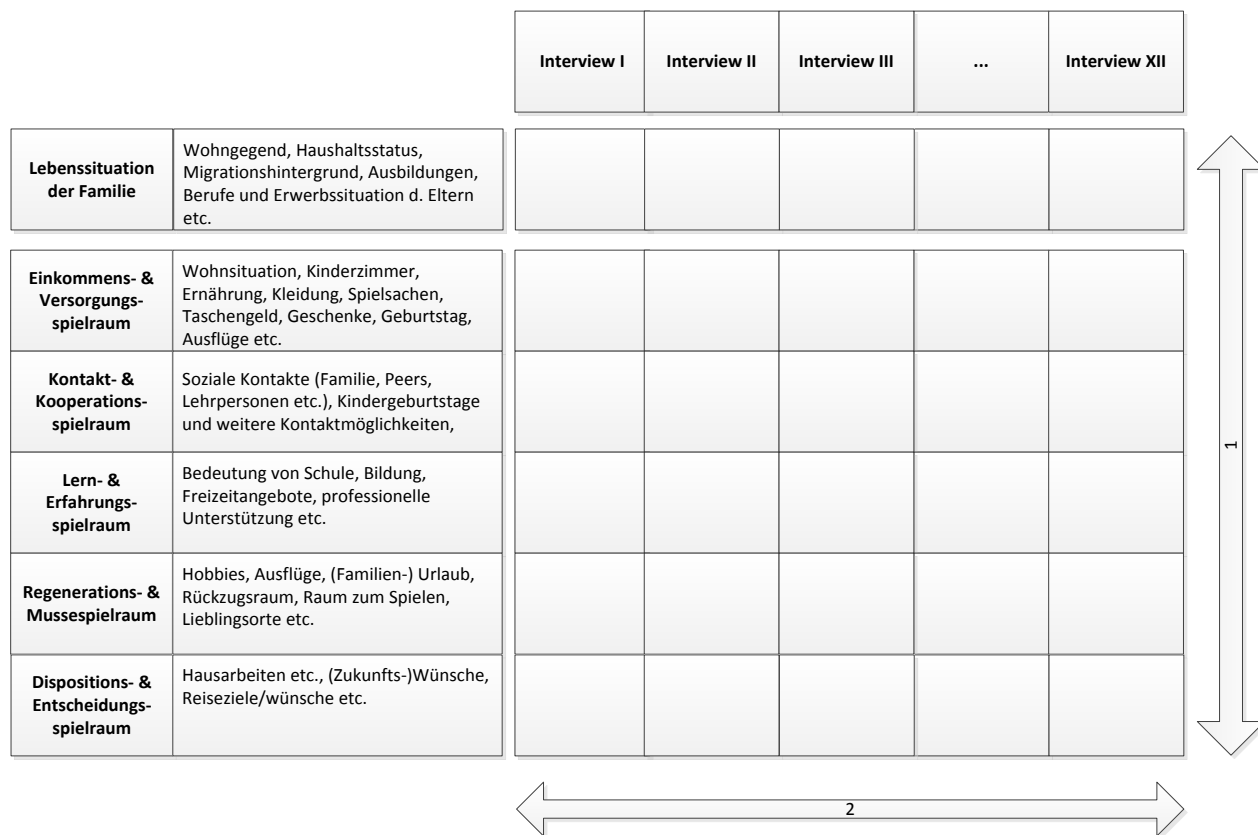 Interview I
Interview II
Interview III
...
Interview XII
Lebenssituation
der Familie
Wohngegend, Haushaltsstatus,
Migrationshintergrund, Ausbildungen,
Berufe und Erwerbssituation d. Eltern
etc.
Einkommens- &
Versorgungs-
spielraum
Wohnsituation, Kinderzimmer,
Ernährung, Kleidung, Spielsachen,
Taschengeld, Geschenke, Geburtstag,
Ausflüge etc.
Kontakt- &
Kooperations-
spielraum
Soziale Kontakte (Familie, Peers,
Lehrpersonen etc.), Kindergeburtstage
und weitere Kontaktmöglichkeiten,
Lern- &
Erfahrungs-
spielraum
Bedeutung von Schule, Bildung,
Freizeitangebote, professionelle
Unterstützung etc.
Regenerations- &
Mussespielraum
Hobbies, Ausflüge, (Familien-) Urlaub,
Rückzugsraum, Raum zum Spielen,
Lieblingsorte etc.
Dispositions- &
Entscheidungs-
spielraum
Hausarbeiten etc., (Zukunfts-)Wünsche,
Reiseziele/wünsche etc.
1
2